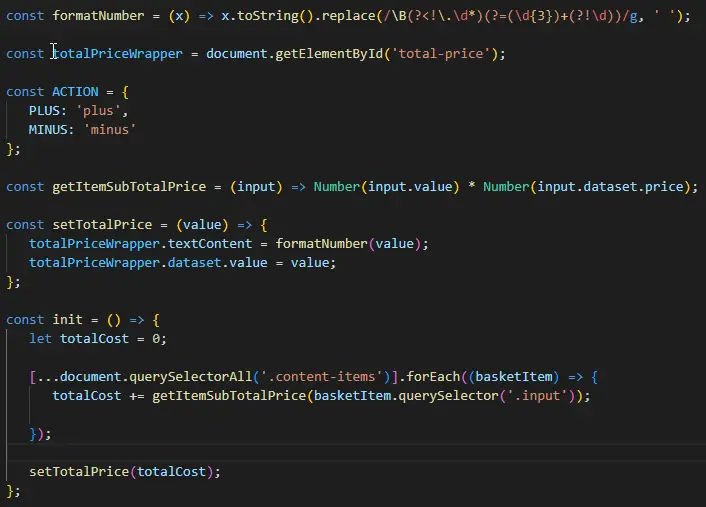 const formatNumber = (x) => x.toString().replace(/\B(?<!\.\d*)(?=(\d{3})+(?!\d))/g, ' ');
const totalPriceWrapper = document.getElementById('total-price');
const ACTION = {
PLUS: 'plus',
MINUS: 'minus'
};
const getItemSubTotalPrice = (input) => Number(input.value) * Number(input.dataset.price);
const setTotalPrice = (value) => {
totalPriceWrapper.textContent = formatNumber(value);
totalPriceWrapper.dataset.value = value;
};
const init = () => {
let totalCost = 0;
[...document.querySelectorAll('.content-items')].forEach((basketItem) => {
totalCost += getItemSubTotalPrice(basketItem.querySelector('.input'));
});
setTotalPrice(totalCost);
};